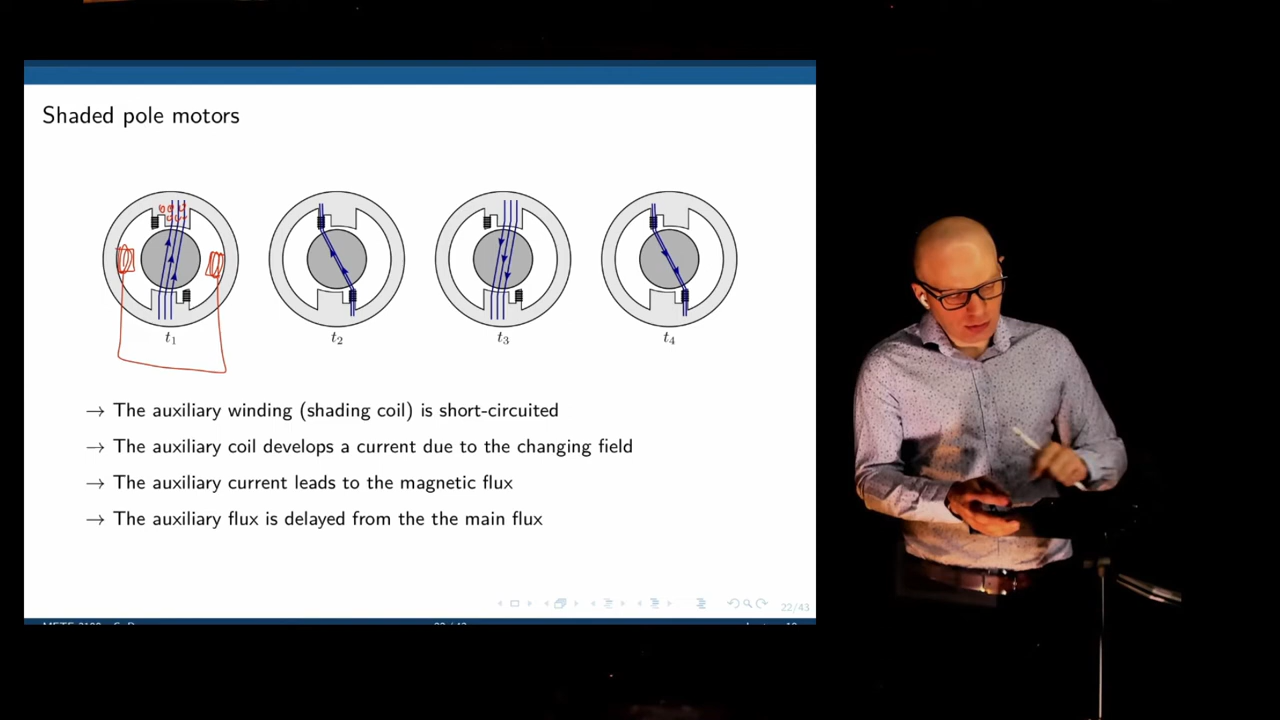 Shaded pole motors
t1 t2 t3 t4
→ The auxiliary winding (shading coil) is short-circuited
→ The auxiliary coil develops a current due to the changing field
→ The auxiliary current leads to the magnetic flux
→ The auxiliary flux is delayed from the the main flux
22/43